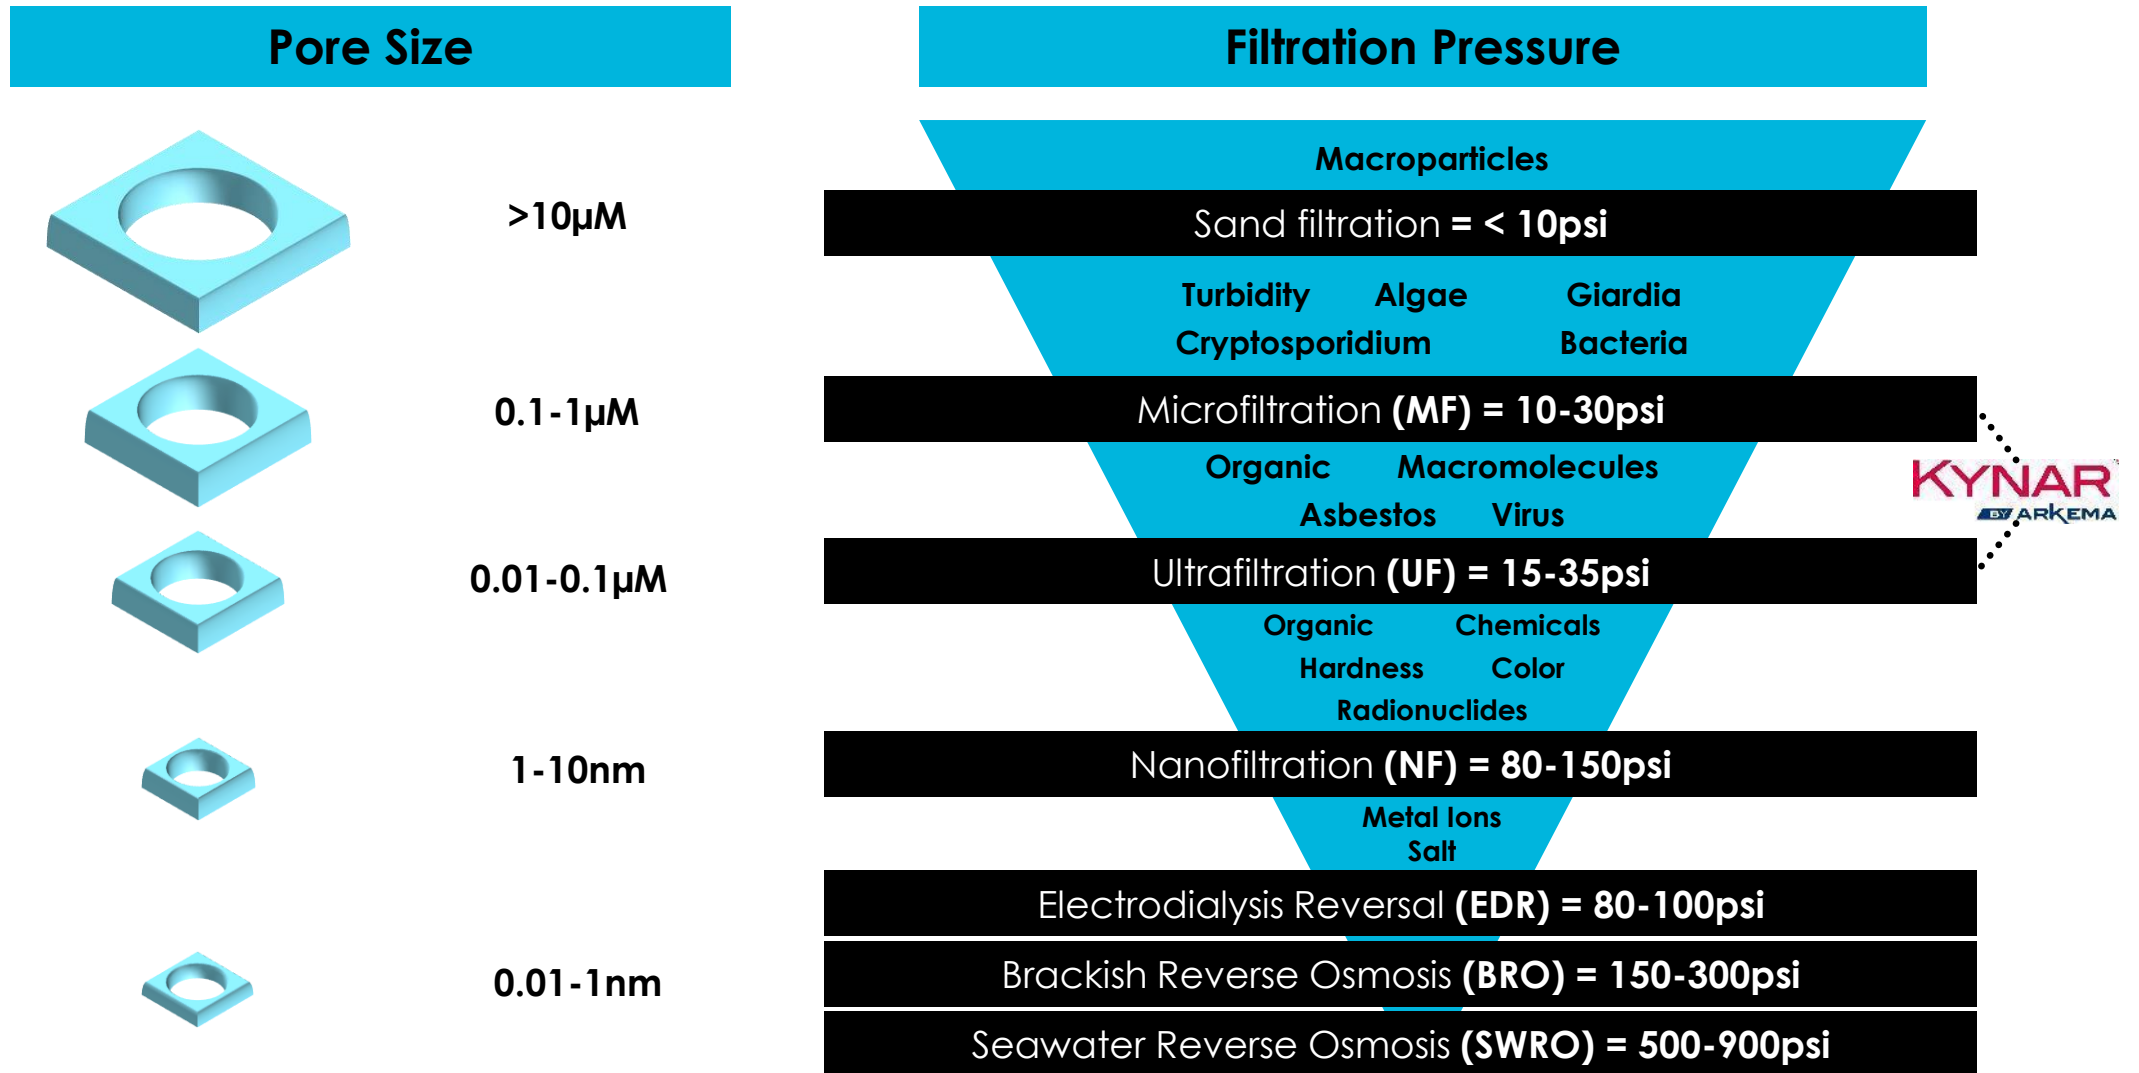 Pore Size
Filtration Pressure
Macroparticles
>10µM
Sand filtration = < 10psi
Turbidity Algae Giardia
Cryptosporidium Bacteria
0.1-1µM
Microfiltration (MF) = 10-30psi
Organic Macromolecules
KYNAR
BY ARKEMA
Asbestos Virus
0.01-0.1µM
Ultrafiltration (UF) = 15-35psi
Organic Chemicals
Hardness Color
Radionuclides
1-10nm
Nanofiltration (NF) = 80-150psi
Metal Ions
Salt
Electrodialysis Reversal (EDR) = 80-100psi
0.01-1nm
Brackish Reverse Osmosis (BRO) = 150-300psi
Seawater Reverse Osmosis (SWRO) = 500-900psi